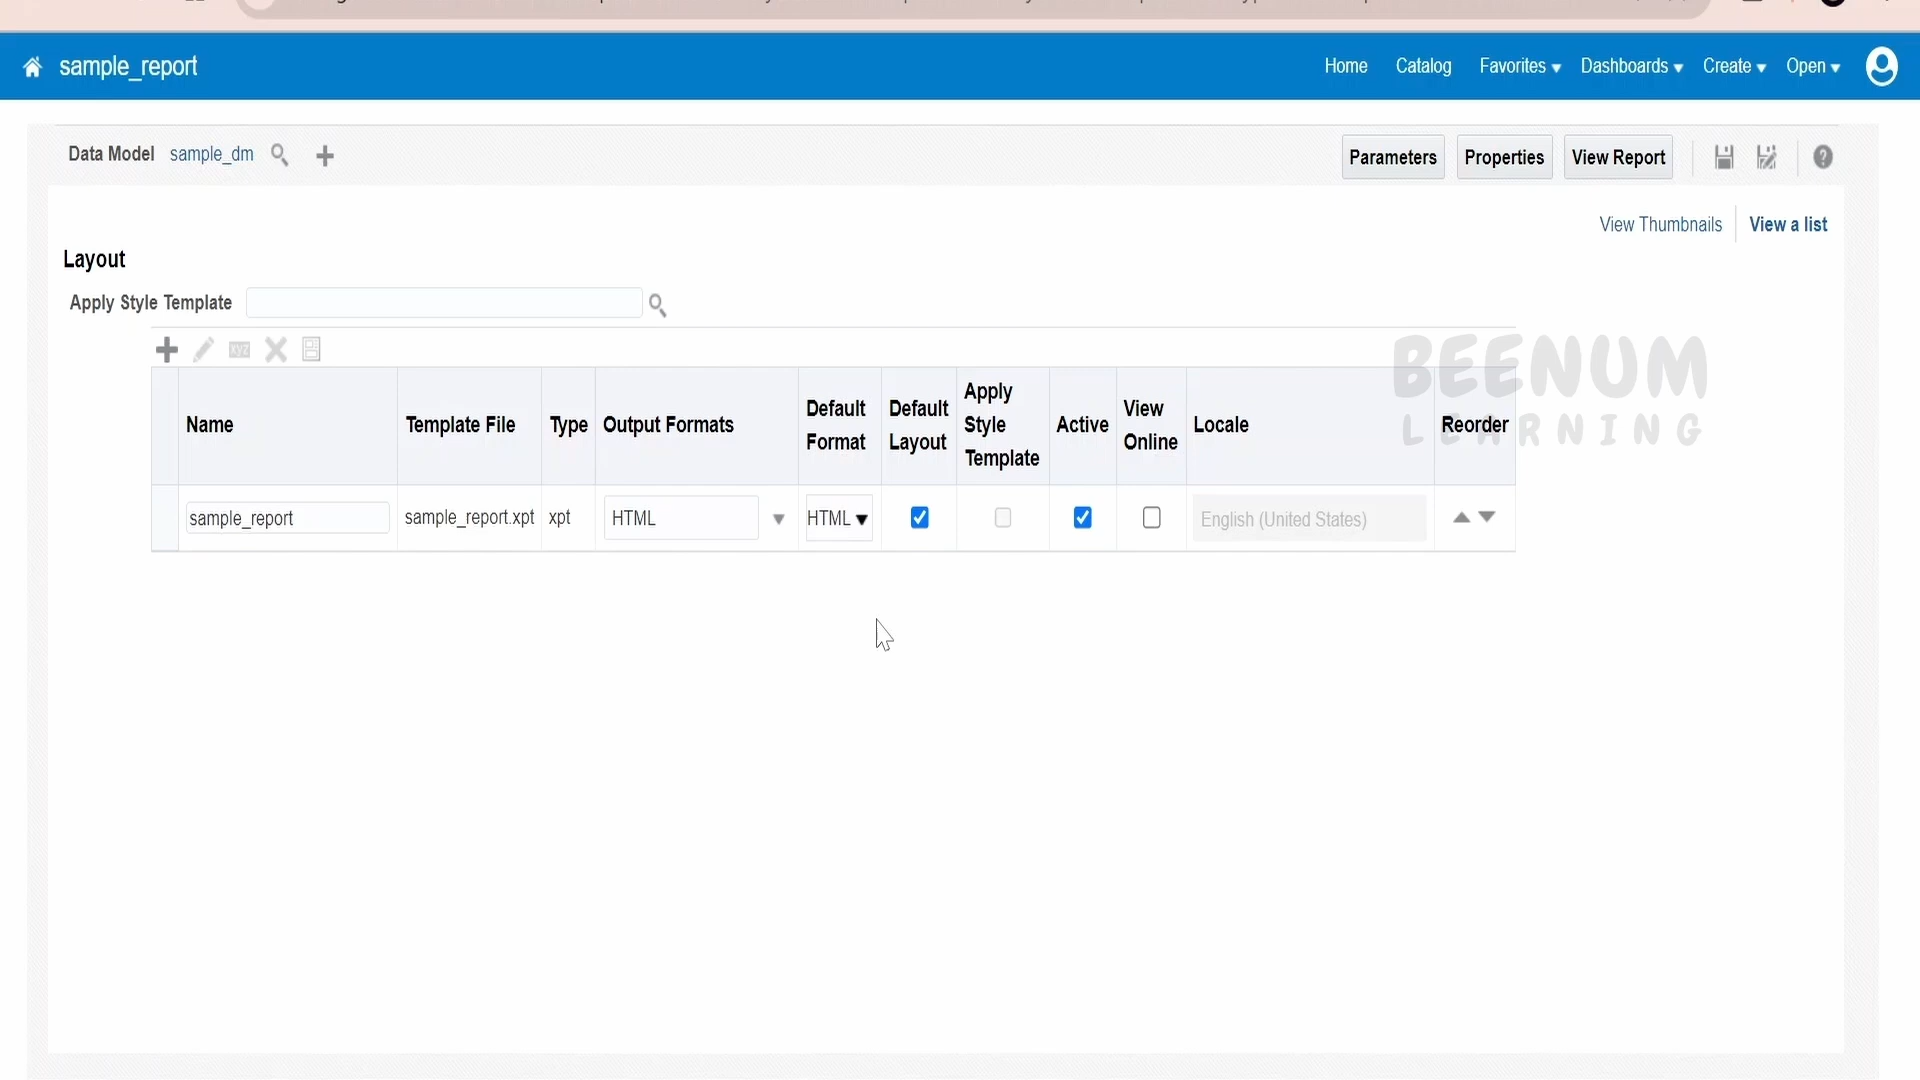 sample_report
Home Catalog Favorites Dashboards Create Open
Data Model sample_dm
Parameters Properties View Report
View Thumbnails View a list
Layout
Apply Style Template
BEENUM
LEARNING
xyz
Name Template File Type Output Formats Default Format Default Layout Apply Style Template Active View Online Locale Reorder
sample_report sample_report.xpt xpt HTML HTML English (United States)